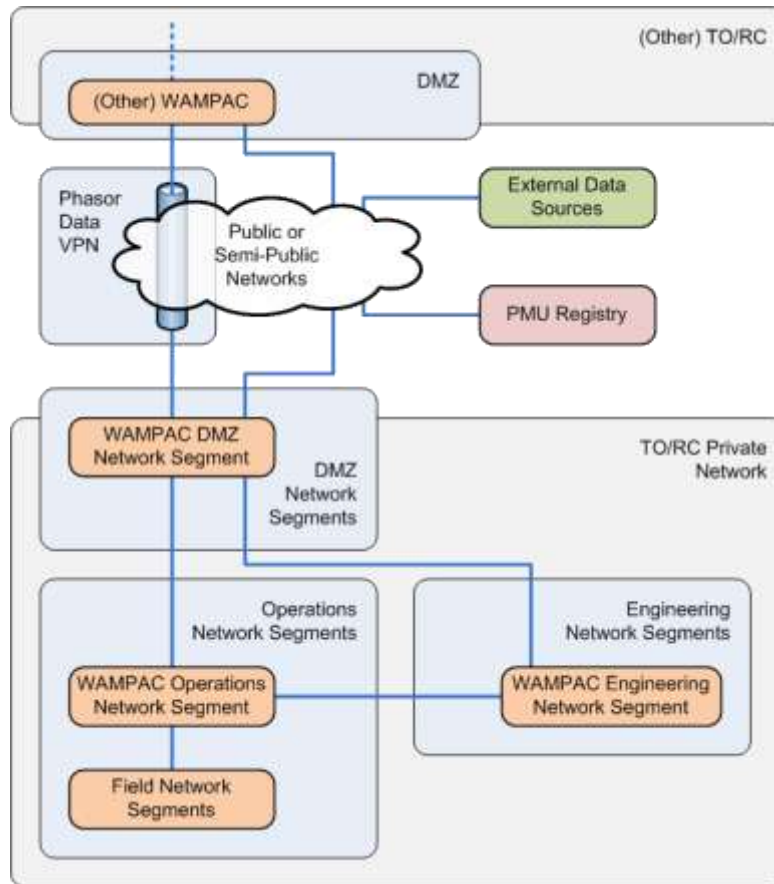 (Other) TO/RC
DMZ
(Other) WAMPAC
Phasor
Data
VPN
Public or
Semi-Public
Networks
External Data
Sources
PMU Registry
WAMPAC DMZ
Network Segment
DMZ
Network
Segments
TO/RC Private
Network
Operations
Network Segments
WAMPAC Operations
Network Segment
Field Network
Segments
Engineering
Network Segments
WAMPAC Engineering
Network Segment